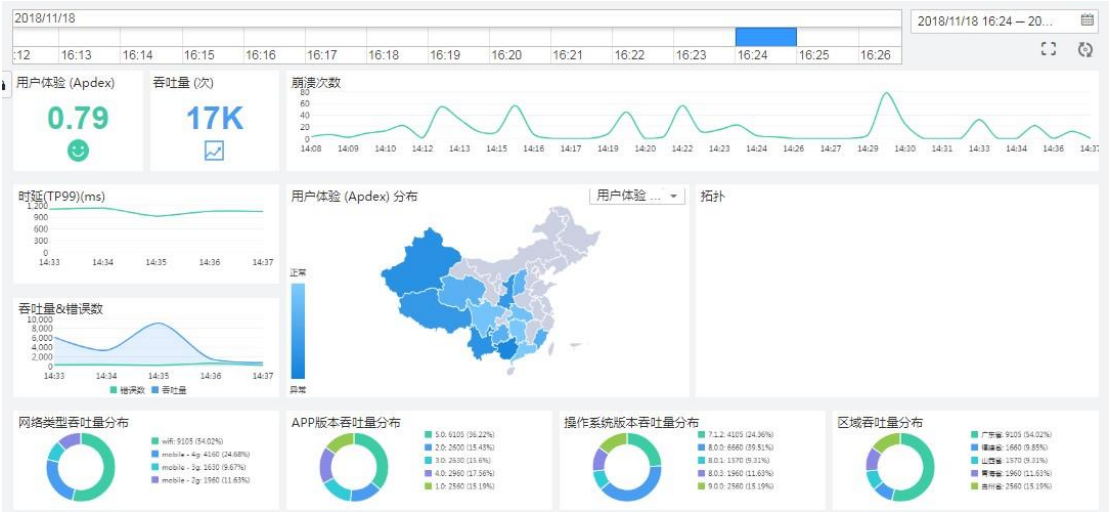 2018/11/18
2018/11/18 16:24 — 20...
:12 16:13 16:14 16:15 16:16 16:17 16:18 16:19 16:20 16:21 16:22 16:23 16:24 16:25 16:26
用户体验 (Apdex)
0.79
吞吐量 (次)
17K
崩溃次数
80
60
40
20
0
14:08 14:09 14:10 14:12 14:13 14:15 14:16 14:17 14:19 14:20 14:22 14:23 14:24 14:26 14:27 14:29 14:30 14:31 14:33 14:34 14:36 14:37
时延(TP99)(ms)
1,200
900
600
300
0
14:33 14:34 14:35 14:36 14:37
吞吐量&错误数
10,000
8,000
6,000
4,000
2,000
0
14:33 14:34 14:35 14:36 14:37
错误数 吞吐量
用户体验 (Apdex) 分布
用户体验 ...
正常
异常
拓扑
网络类型吞吐量分布
wifi: 9105 (54.02%)
mobile - 4g: 4160 (24.68%)
mobile - 3g: 1630 (9.67%)
mobile - 2g: 1960 (11.63%)
APP版本吞吐量分布
5.0: 6105 (36.22%)
2.0: 2600 (15.43%)
3.0: 2630 (15.6%)
4.0: 2960 (17.56%)
1.0: 2560 (15.19%)
操作系统版本吞吐量分布
7.1.2: 4105 (24.36%)
8.0.0: 6660 (39.51%)
8.0.1: 1570 (9.31%)
8.0.3: 1960 (11.63%)
9.0.0: 2560 (15.19%)
区域吞吐量分布
广东省: 9105 (54.02%)
福建省: 1660 (9.85%)
山西省: 1570 (9.31%)
青海省: 1960 (11.63%)
贵州省: 2560 (15.19%)